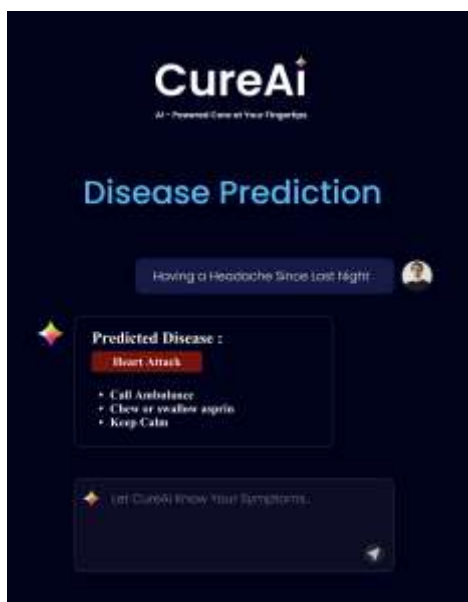 CureAi
AI - Powered Care at Your Fingertips
Disease Prediction
Having a Headache Since Last Night
Predicted Disease :
Heart Attack
• Call Ambulance
• Chew or swallow asprin
• Keep Calm
Let CureAi Know Your Symptoms..